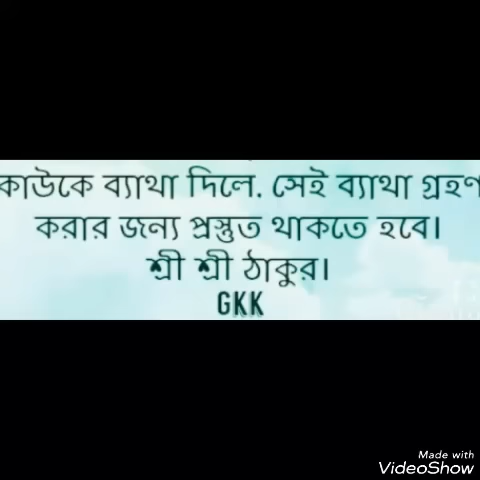 কাউকে ব্যাথা দিলে. সেই ব্যাথা গ্রহণ
করার জন্য প্রস্তুত থাকতে হবে।
শ্রী শ্রী ঠাকুর।
GKK
Made with
VideoShow